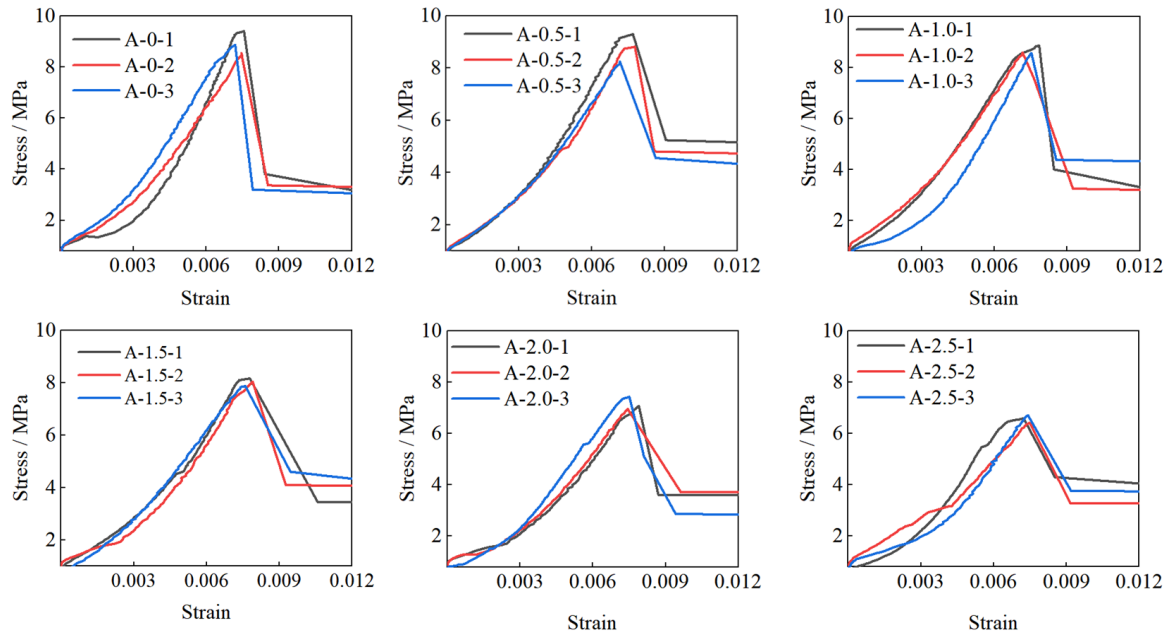 10
8
6
4
2
Stress / MPa
A-0-1
A-0-2
A-0-3
0.003 0.006 0.009 0.012
Strain
10
8
6
4
2
Stress / MPa
A-0.5-1
A-0.5-2
A-0.5-3
0.003 0.006 0.009 0.012
Strain
10
8
6
4
2
Stress / MPa
A-1.0-1
A-1.0-2
A-1.0-3
0.003 0.006 0.009 0.012
Strain
10
8
6
4
2
Stress / MPa
A-1.5-1
A-1.5-2
A-1.5-3
0.003 0.006 0.009 0.012
Strain
10
8
6
4
2
Stress / MPa
A-2.0-1
A-2.0-2
A-2.0-3
0.003 0.006 0.009 0.012
Strain
10
8
6
4
2
Stress / MPa
A-2.5-1
A-2.5-2
A-2.5-3
0.003 0.006 0.009 0.012
Strain